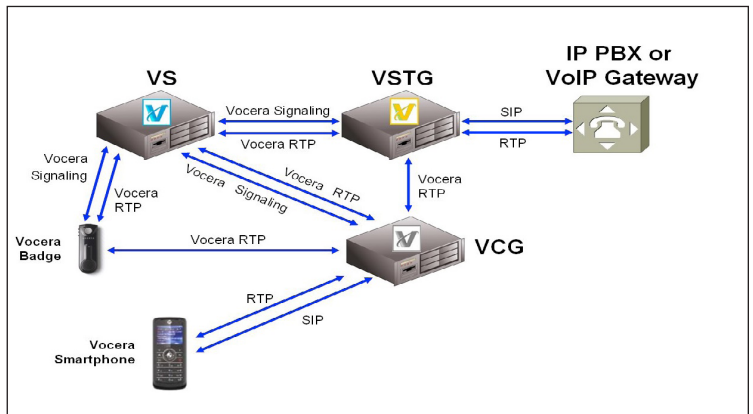 IP PBX or
VoIP Gateway
VS
VSTG
Vocera Signaling
SIP
Vocera RTP
RTP
Vocera
Signaling
Vocera
RTP
Vocera RTP
Vocera Signaling
Vocera
RTP
Vocera
Badge
Vocera RTP
VCG
RTP
SIP
Vocera
Smartphone